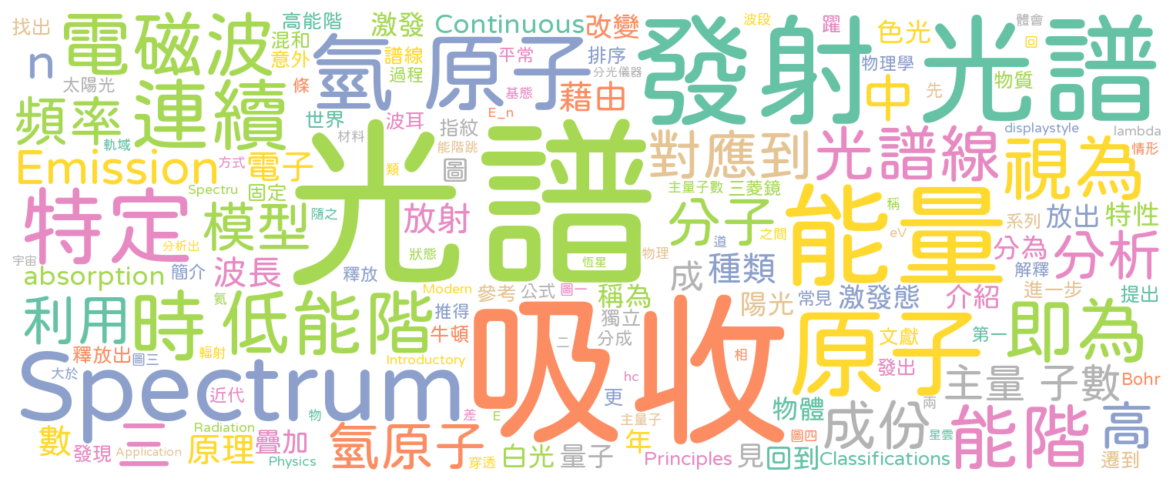 找出
電磁波
高能階
混和
意外
激發
譜線
過程
Continuous
平常
改變
排序
波段
躍
色光
體會
回
n
太陽光
條
氫 原子
分光儀器
藉由
發射 光譜
物理學
中
先
物質
頻率
連續
世界
波耳
基態
E_n
材料
指紋
能階跳
軌域
displaystyle
lambda
情形
Emission
方式
電子
圖
類
光 譜
對應到
光譜線
視為
Spectru
固定
主量子數
三菱鏡
特定
模型
隨之
放射
分子
能量
稱
系列
放出
特性
道
之間
eV
分析出
狀態
恆星
物理
分為
分析
宇宙
absorption
簡介
波長
釋放
成
種類
解釋
進一步
氦
Modern
參考
公式
圖一
稱為
陽光
常見
激發態
介紹
提出
利用
時
低能階
推得
牛頓
獨立
二
分成
吸收
原子
文獻
第一
即為
釋放出
圖三
輻射
Introductory
相
發出
大於
Spectrum
近代
hc
更
主量 子數
Bohr
物
差
E
主量子
物體
兩
數
三
Radiation
疊加
氫原子
年
圖四
成份
星雲
能階
高
發現
Application
原理
Physics
穿透
白光
量子
Principles
見
回到
Classifications
遷到